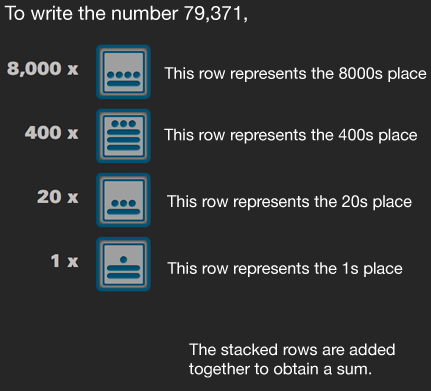 To write the number 79,371,
8,000 x
This row represents the 8000s place
400 x
This row represents the 400s place
20 x
This row represents the 20s place
1 x
This row represents the 1s place
The stacked rows are added
together to obtain a sum.